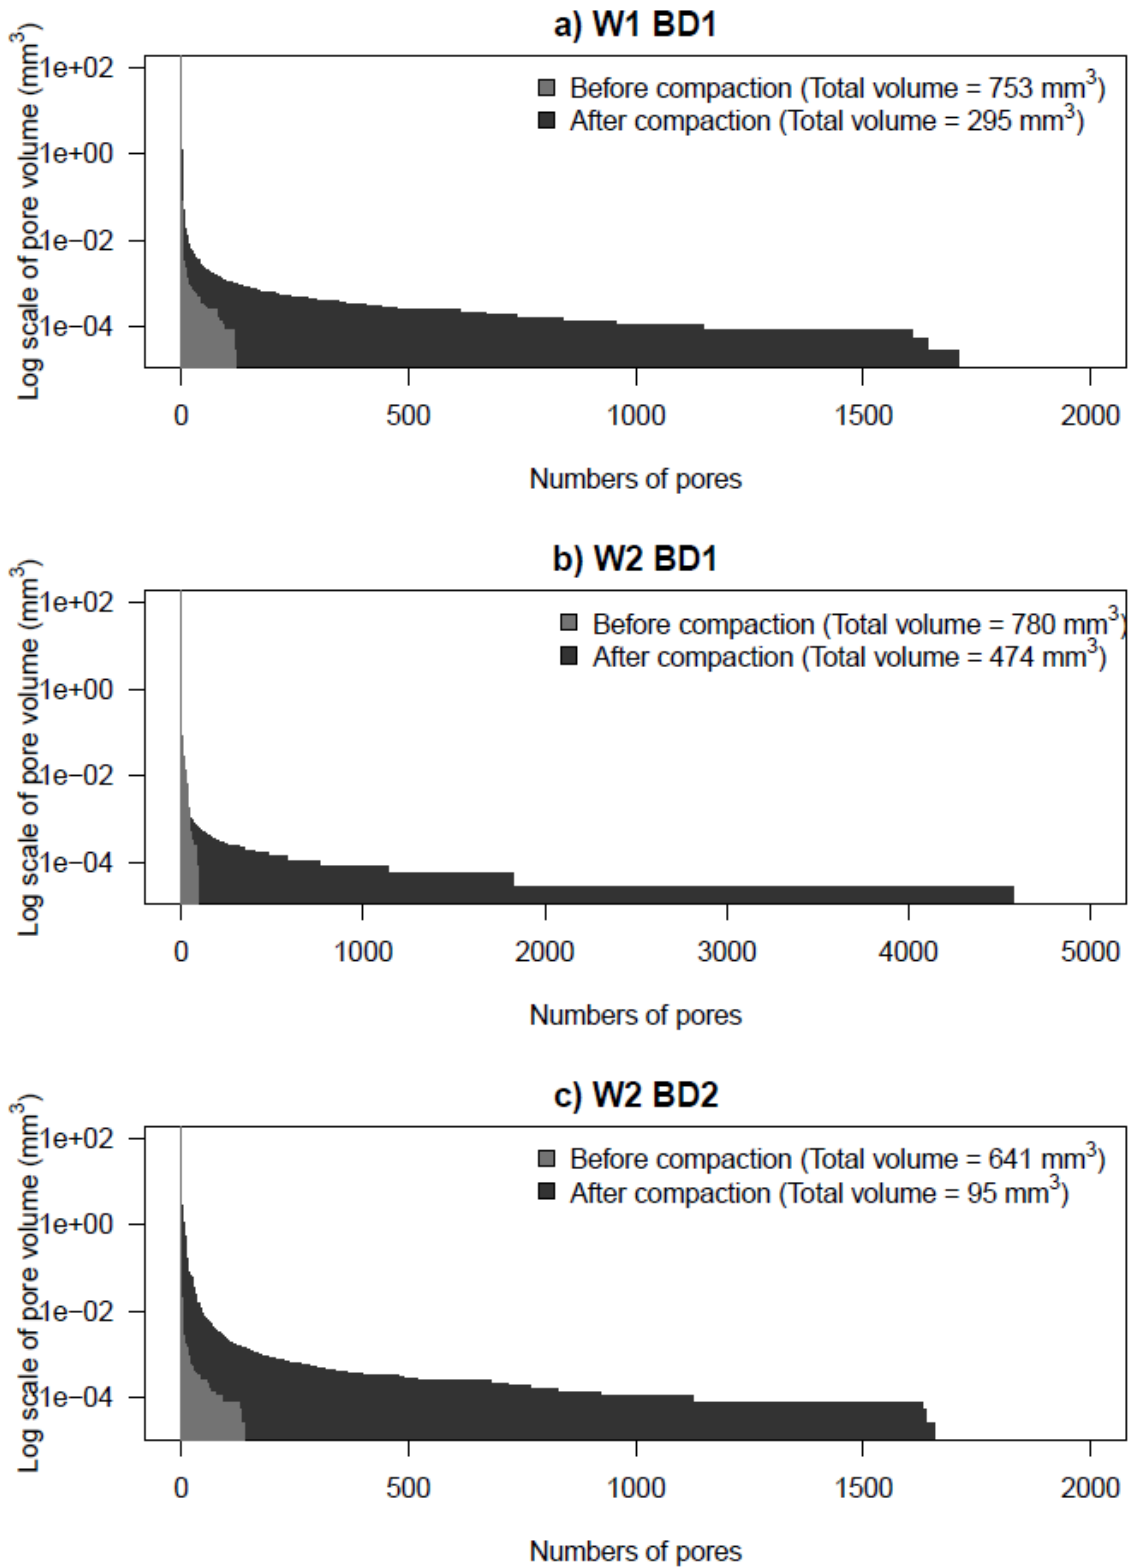 a) W1 BD1
Log scale of pore volume (mm³)
1e+02
1e+00
1e−02
1e−04
Before compaction (Total volume = 753 mm³)
After compaction (Total volume = 295 mm³)
0 500 1000 1500 2000
Numbers of pores
b) W2 BD1
Log scale of pore volume (mm³)
1e+02
1e+00
1e−02
1e−04
Before compaction (Total volume = 780 mm³)
After compaction (Total volume = 474 mm³)
0 1000 2000 3000 4000 5000
Numbers of pores
c) W2 BD2
Log scale of pore volume (mm³)
1e+02
1e+00
1e−02
1e−04
Before compaction (Total volume = 641 mm³)
After compaction (Total volume = 95 mm³)
0 500 1000 1500 2000
Numbers of pores